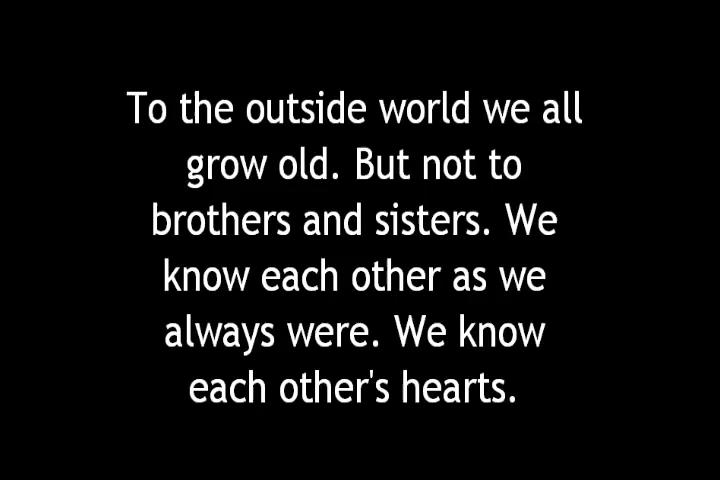 To the outside world we all
grow old. But not to
brothers and sisters. We
know each other as we
always were. We know
each other's hearts.